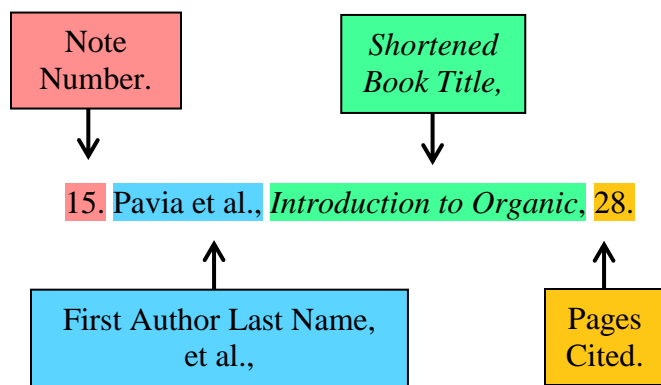 Note
Number.
Shortened
Book Title,
15. Pavia et al., Introduction to Organic, 28.
First Author Last Name,
et al.,
Pages
Cited.